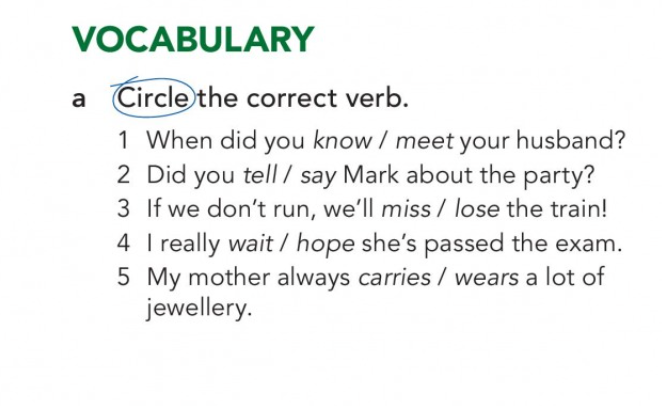 VOCABULARY
a Circle the correct verb.
1 When did you know / meet your husband?
2 Did you tell / say Mark about the party?
3 If we don’t run, we’ll miss / lose the train!
4 I really wait / hope she’s passed the exam.
5 My mother always carries / wears a lot of
jewellery.